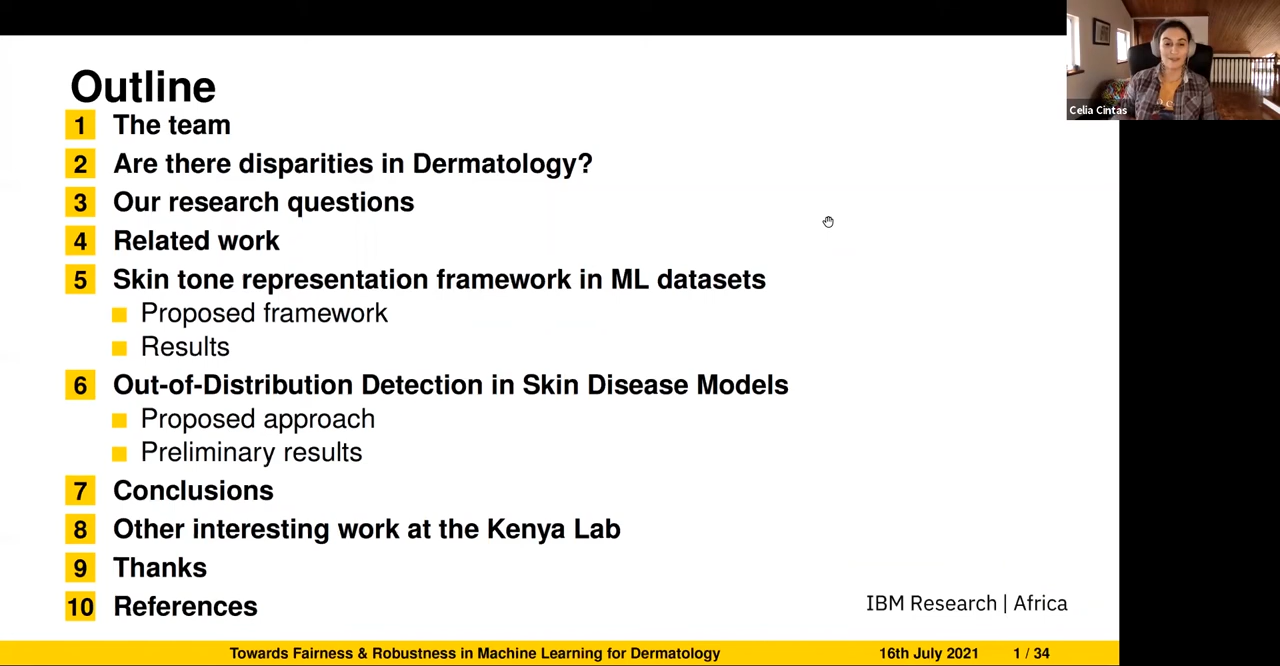 Outline
1 The team
2 Are there disparities in Dermatology?
3 Our research questions
4 Related work
5 Skin tone representation framework in ML datasets
Proposed framework
Results
6 Out-of-Distribution Detection in Skin Disease Models
Proposed approach
Preliminary results
7 Conclusions
8 Other interesting work at the Kenya Lab
9 Thanks
10 References
IBM Research | Africa
Towards Fairness & Robustness in Machine Learning for Dermatology 16th July 2021 1 / 34
Celia Cintas